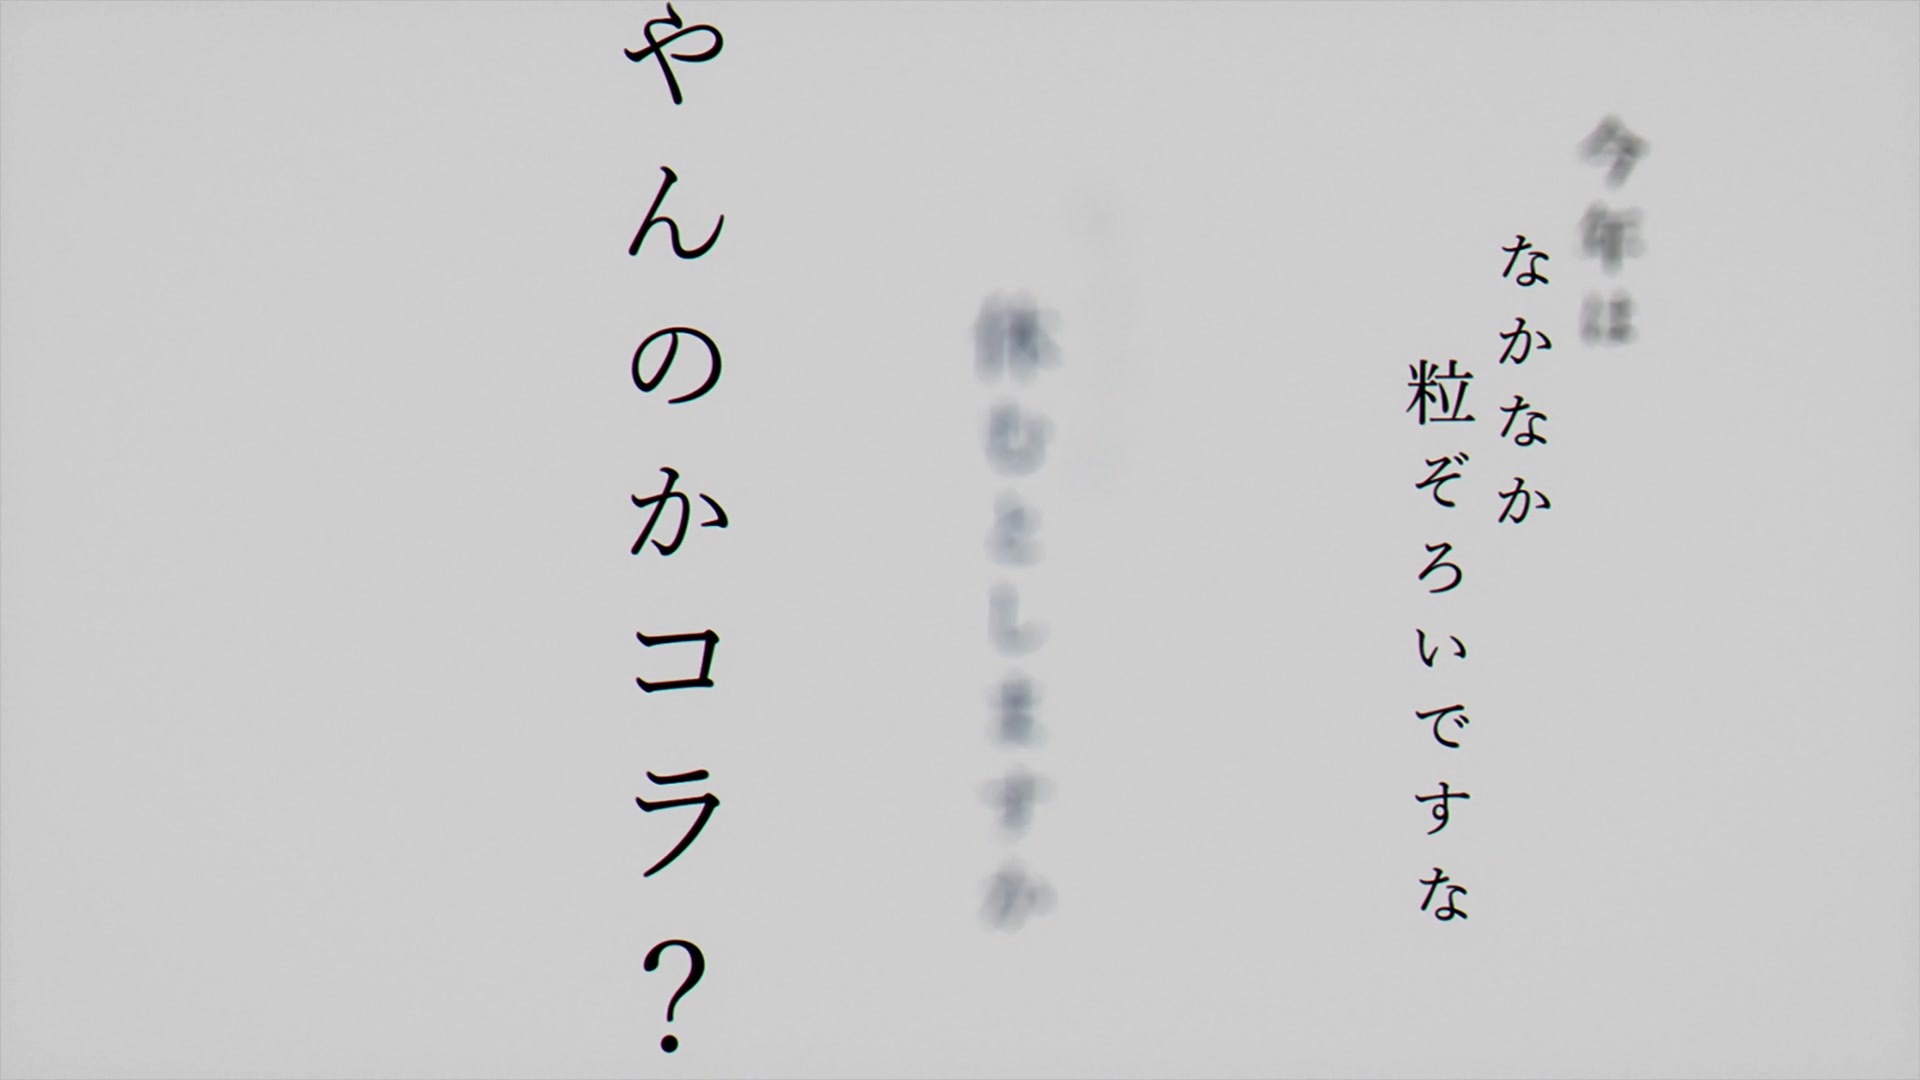 今年は
なかなか
粒ぞろいですな
休むとしますか
やんのかコラ？